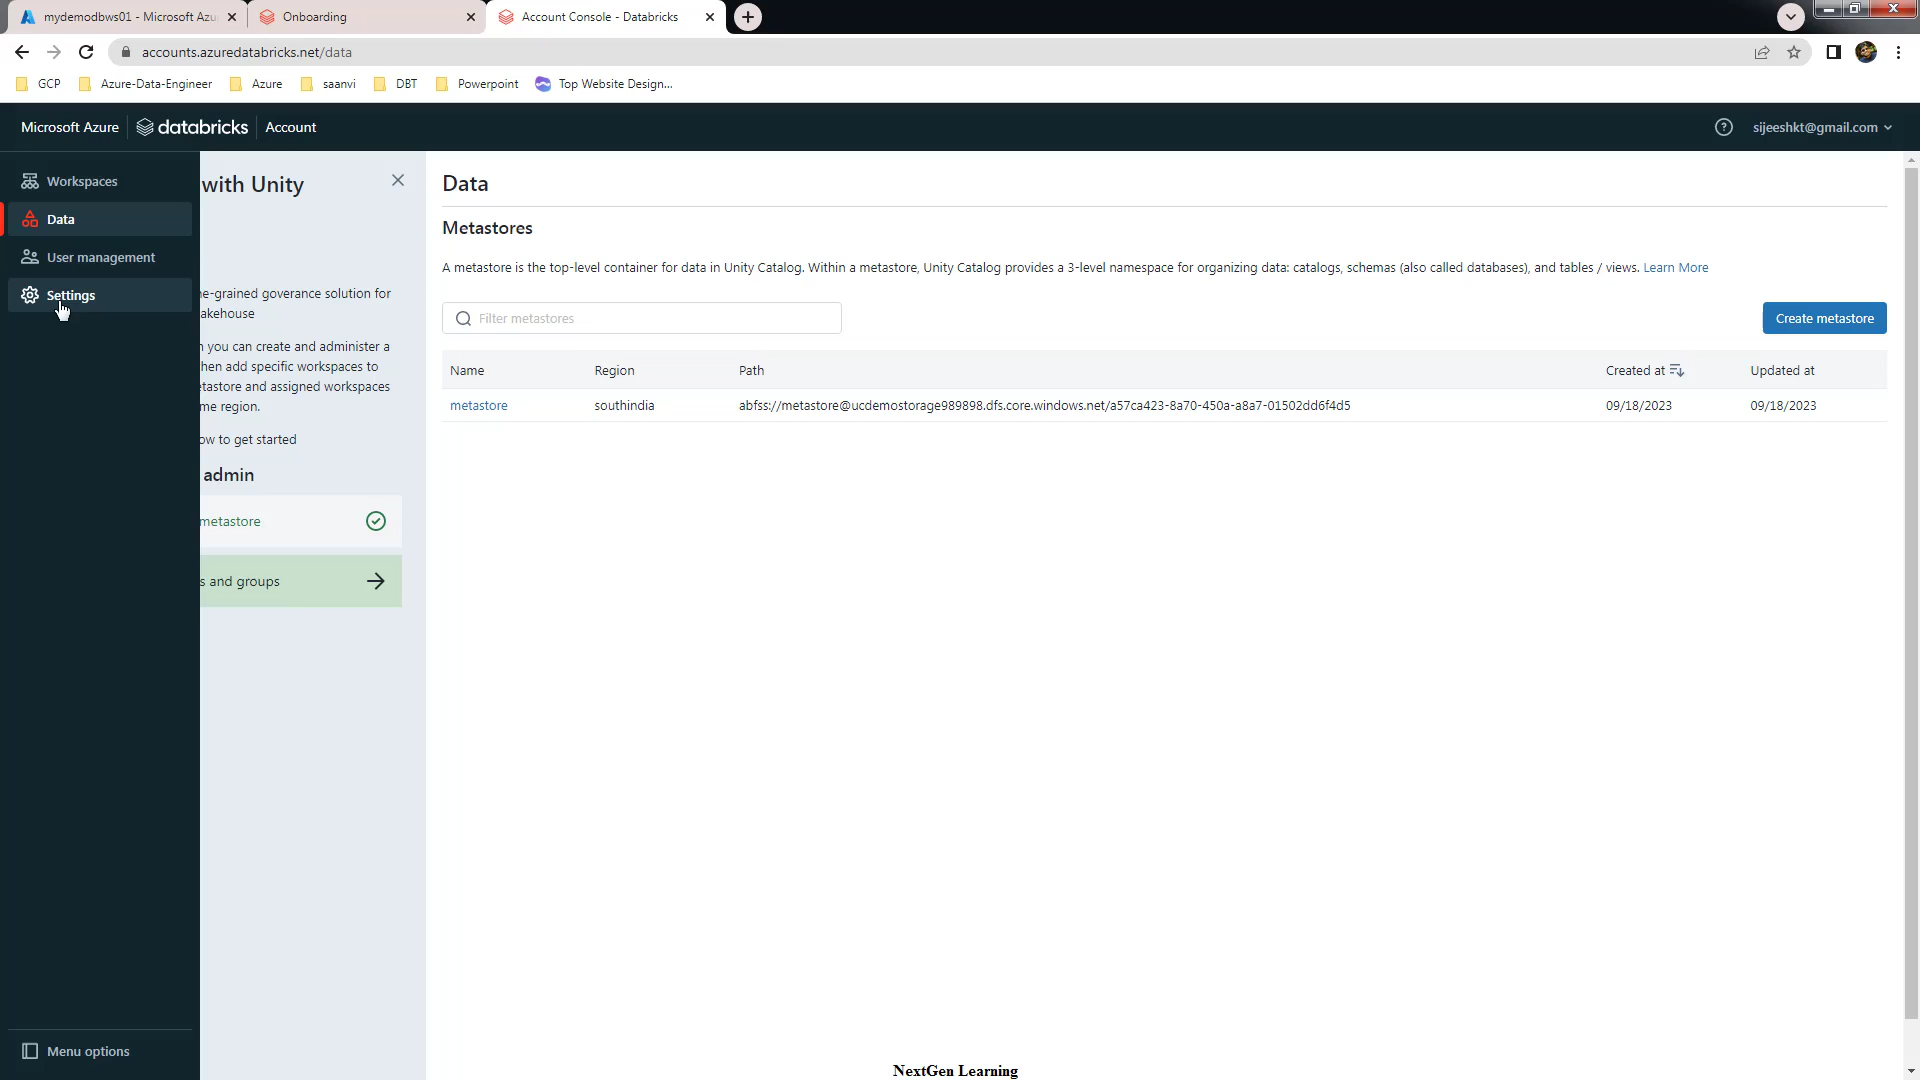 mydemodbws01 - Microsoft Azu
Onboarding
Account Console - Databricks
accounts.azuredatabricks.net/data
GCP
Azure-Data-Engineer
Azure
saanvi
DBT
Powerpoint
Top Website Design...
Microsoft Azure
databricks
Account
sijeeshkt@gmail.com
Workspaces
Data
User management
Settings
Menu options
with Unity
ne-grained goverance solution for
akehouse
n you can create and administer a
hen add specific workspaces to
etastore and assigned workspaces
me region.
ow to get started
admin
metastore
s and groups
Data
Metastores
A metastore is the top-level container for data in Unity Catalog. Within a metastore, Unity Catalog provides a 3-level namespace for organizing data: catalogs, schemas (also called databases), and tables / views. Learn More
Filter metastores
Create metastore
Name Region Path Created at Updated at
metastore southindia abfss://metastore@ucdemostorage989898.dfs.core.windows.net/a57ca423-8a70-450a-a8a7-01502dd6f4d5 09/18/2023 09/18/2023
NextGen Learning